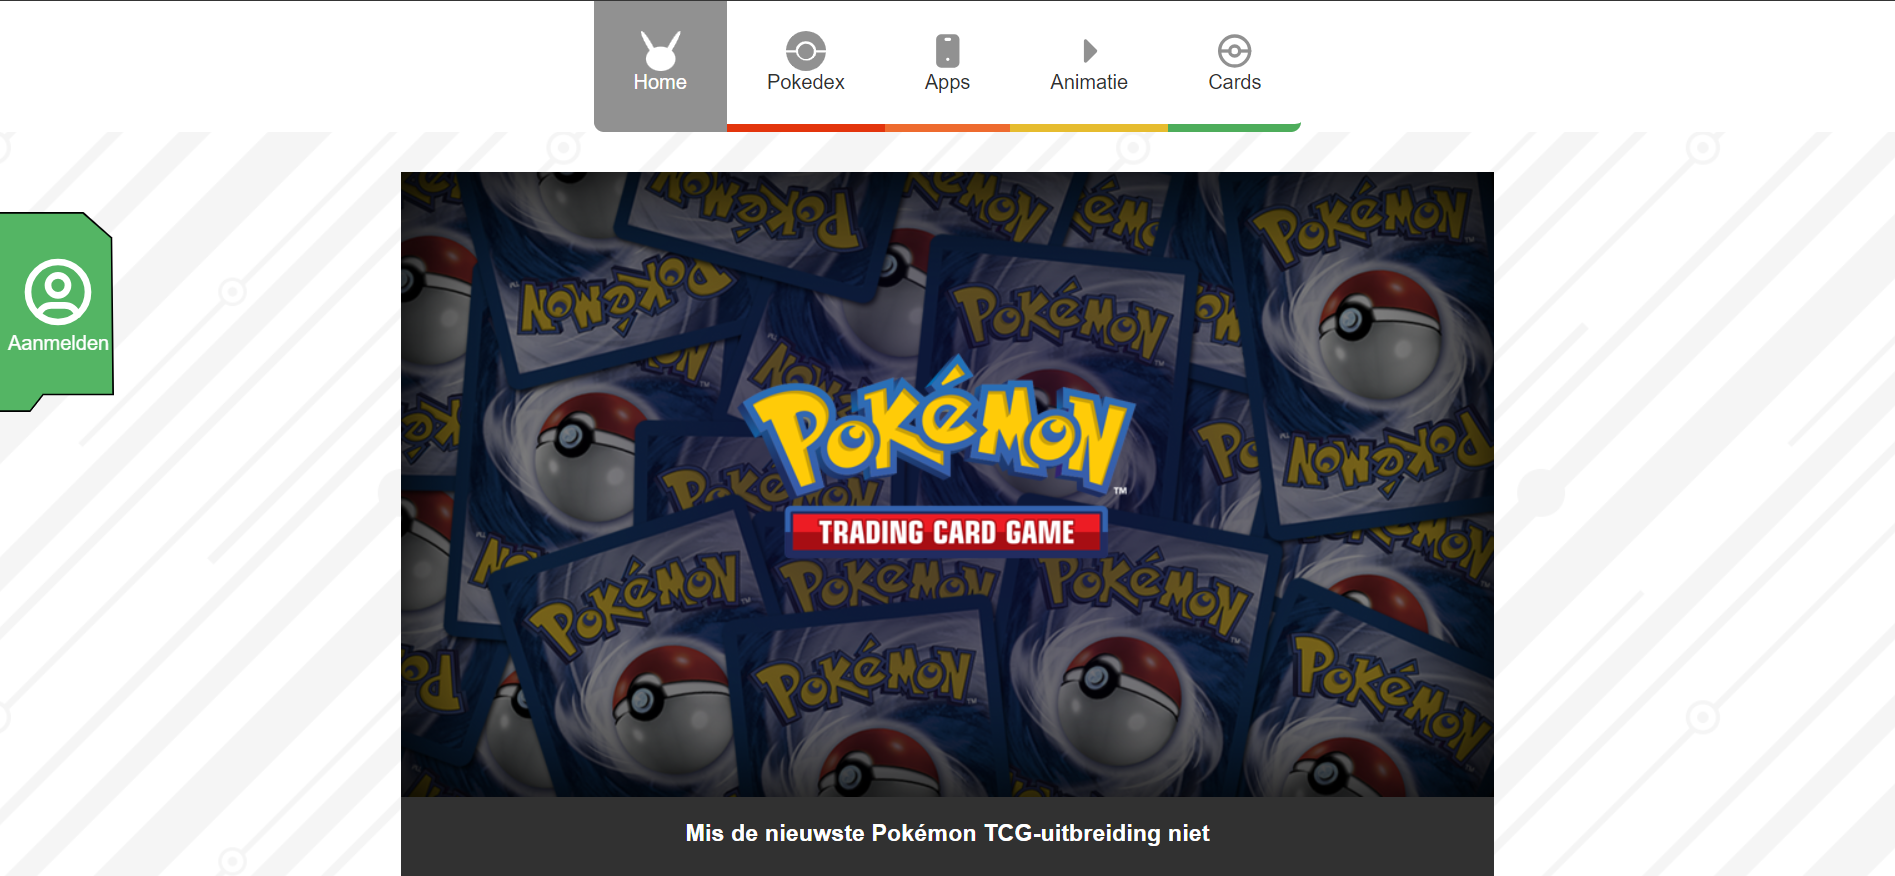 Home
Pokedex
Apps
Animatie
Cards
Aanmelden
POKéMON
TRADING CARD GAME
Mis de nieuwste Pokémon TCG-uitbreiding niet